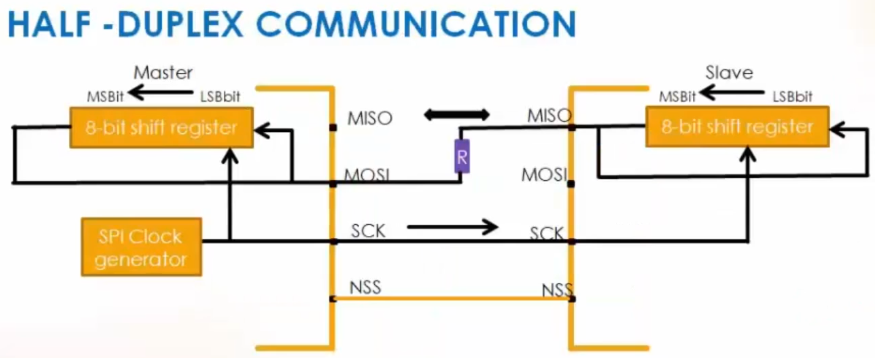 HALF -DUPLEX COMMUNICATION
Master
MSBit
LSBbit
8-bit shift register
Slave
MSBit
LSBbit
8-bit shift register
MISO
MISO
R
MOSI
MOSI
SPI Clock
generator
SCK
SCK
NSS
NSS